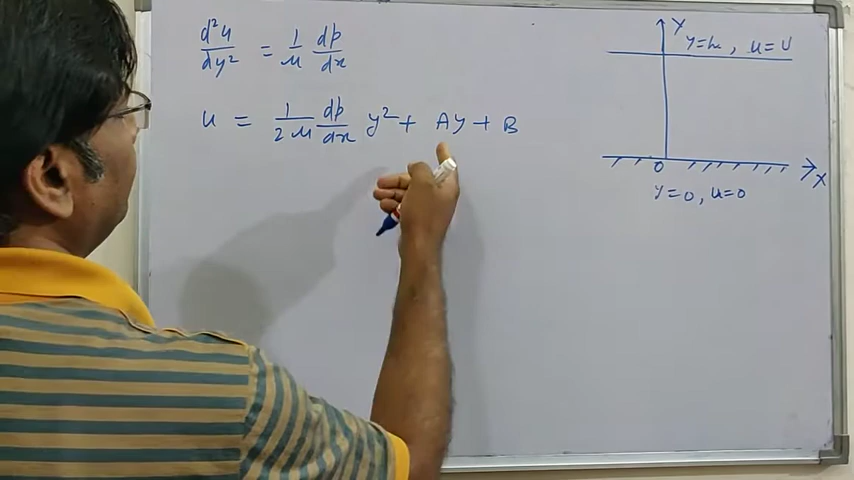 d²u/dy² = 1/μ dp/dx
u = 1/2μ dp/dx y² + Ay + B
Y
y=h, u=U
0
X
y=0, u=0